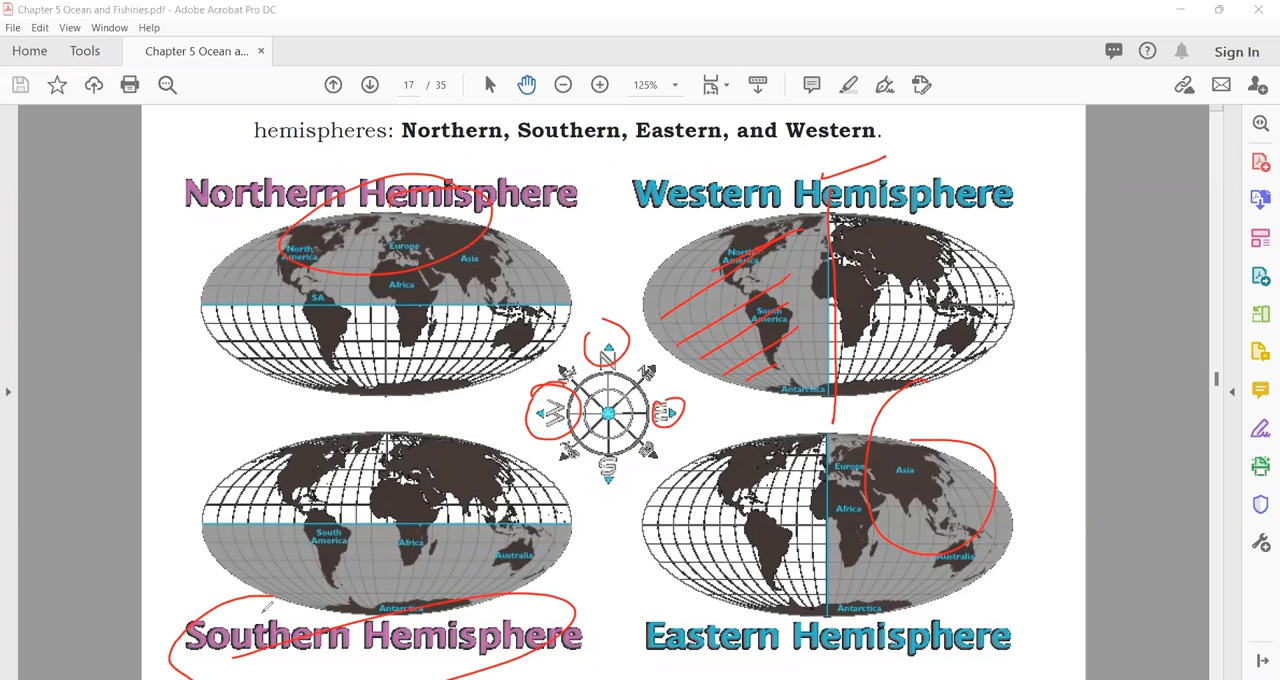 Chapter 5 Ocean and Fishiries.pdf - Adobe Acrobat Pro DC
File Edit View Window Help
Home Tools Chapter 5 Ocean a... × Sign In
17 / 35 125%
hemispheres: Northern, Southern, Eastern, and Western.
Northern Hemisphere
North America
Europe
Asia
Africa
SA
Western Hemisphere
North America
South America
Antarctica
N
W E
S
South America
Africa
Australia
Antarctica
Southern Hemisphere
Europe
Asia
Africa
Australia
Antarctica
Eastern Hemisphere